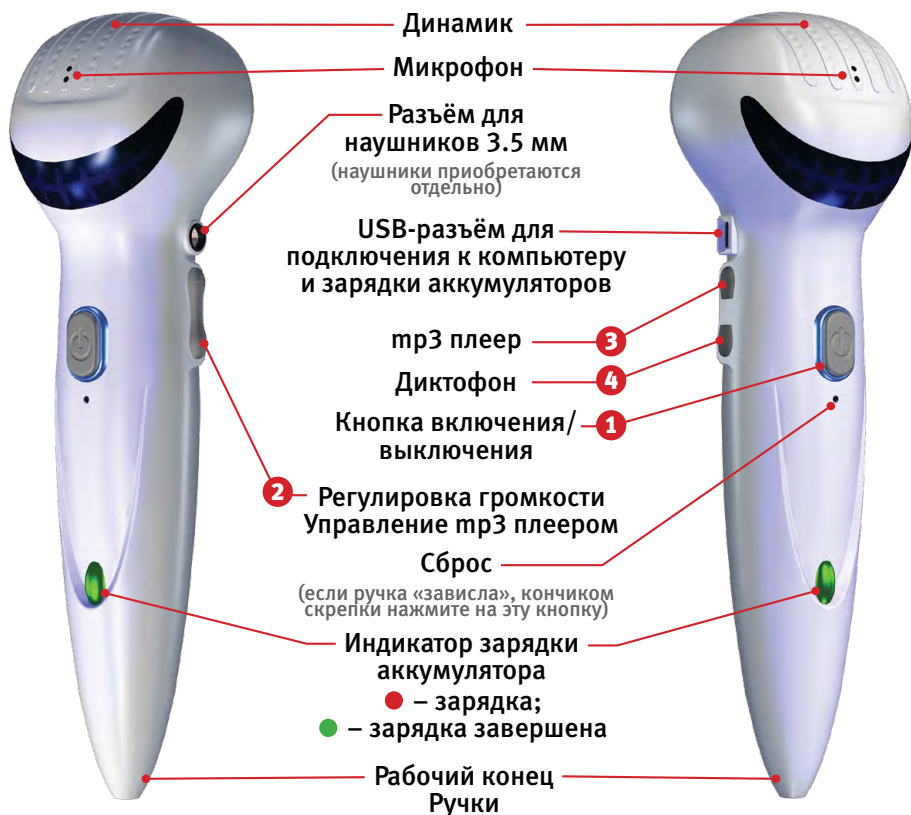 Динамик
Микрофон
Разъём для
наушников 3.5 мм
(наушники приобретаются
отдельно)
USB-разъём для
подключения к компьютеру
и зарядки аккумуляторов
mp3 плеер 3
Диктофон 4
Кнопка включения/ 1
выключения
2 Регулировка громкости
Управление mp3 плеером
Сброс
(если ручка «зависла», кончиком
скрепки нажмите на эту кнопку)
Индикатор зарядки
аккумулятора
– зарядка;
– зарядка завершена
Рабочий конец
Ручки